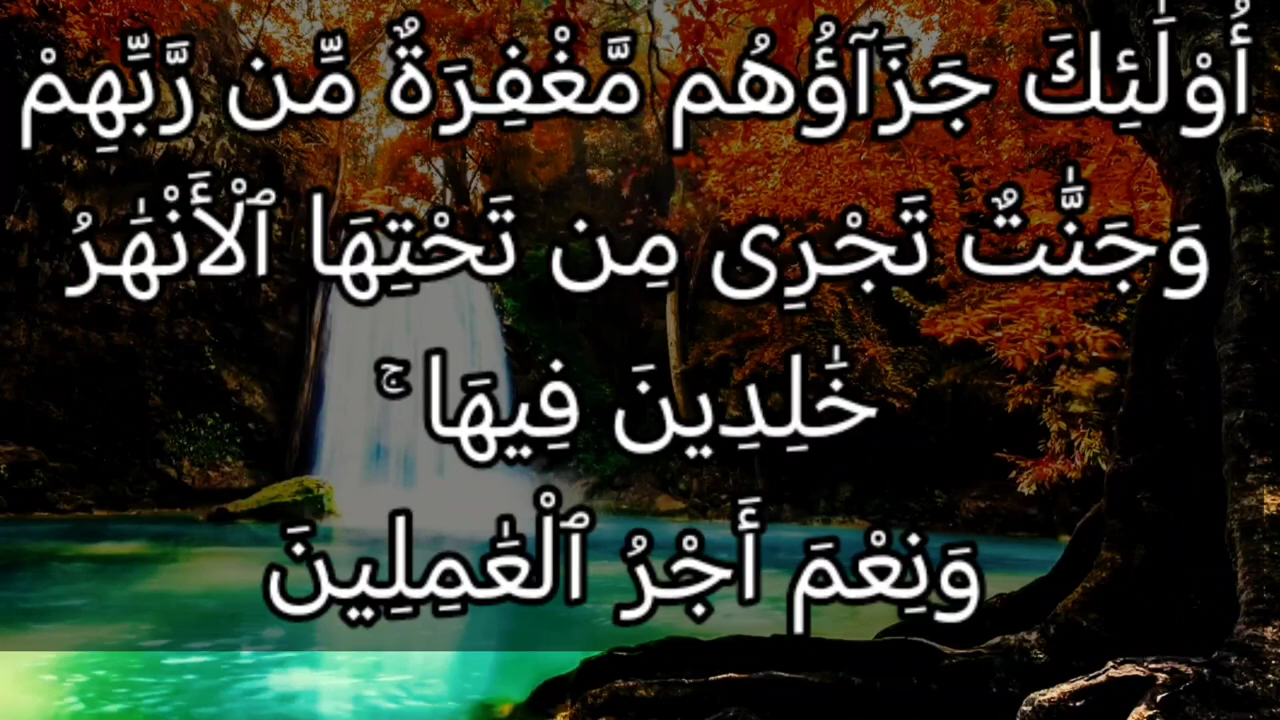 أُوْلَٰٓئِكَ جَزَآؤُهُم مَّغْفِرَةٌ مِّن رَّبِّهِمْ
وَجَنَّٰتٌ تَجْرِى مِن تَحْتِهَا ٱلْأَنْهَٰرُ
خَٰلِدِينَ فِيهَا ۚ
وَنِعْمَ أَجْرُ ٱلْعَٰمِلِينَ